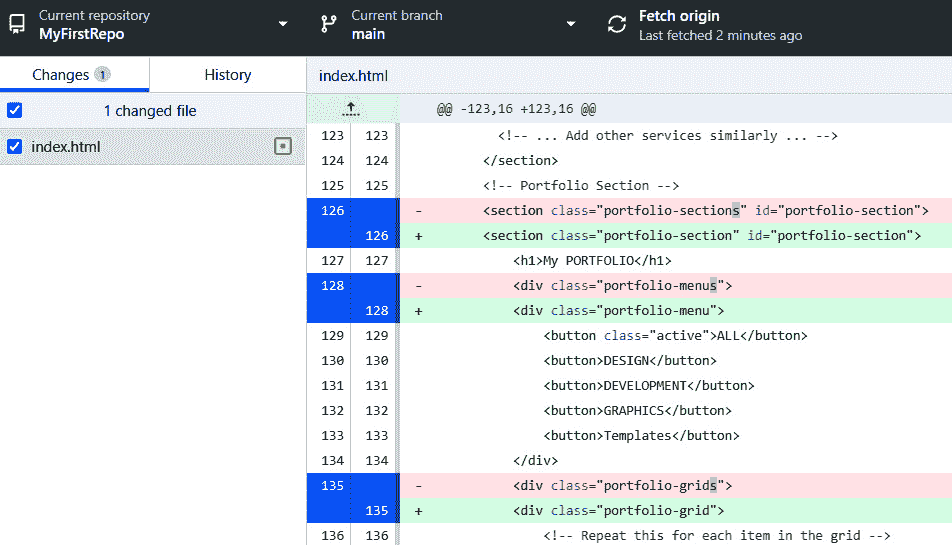 Current repository
MyFirstRepo
Current branch
main
Fetch origin
Last fetched 2 minutes ago
Changes 1
History
1 changed file
index.html
index.html
@@ -123,16 +123,16 @@
123 123 <!-- ... Add other services similarly ... -->
124 124 </section>
125 125 <!-- Portfolio Section -->
126 - <section class="portfolio-sections" id="portfolio-section">
126 + <section class="portfolio-section" id="portfolio-section">
127 127 <h1>My PORTFOLIO</h1>
128 - <div class="portfolio-menus">
128 + <div class="portfolio-menu">
129 129 <button class="active">ALL</button>
130 130 <button>DESIGN</button>
131 131 <button>DEVELOPMENT</button>
132 132 <button>GRAPHICS</button>
133 133 <button>Templates</button>
134 134 </div>
135 - <div class="portfolio-grids">
135 + <div class="portfolio-grid">
136 136 <!-- Repeat this for each item in the grid -->